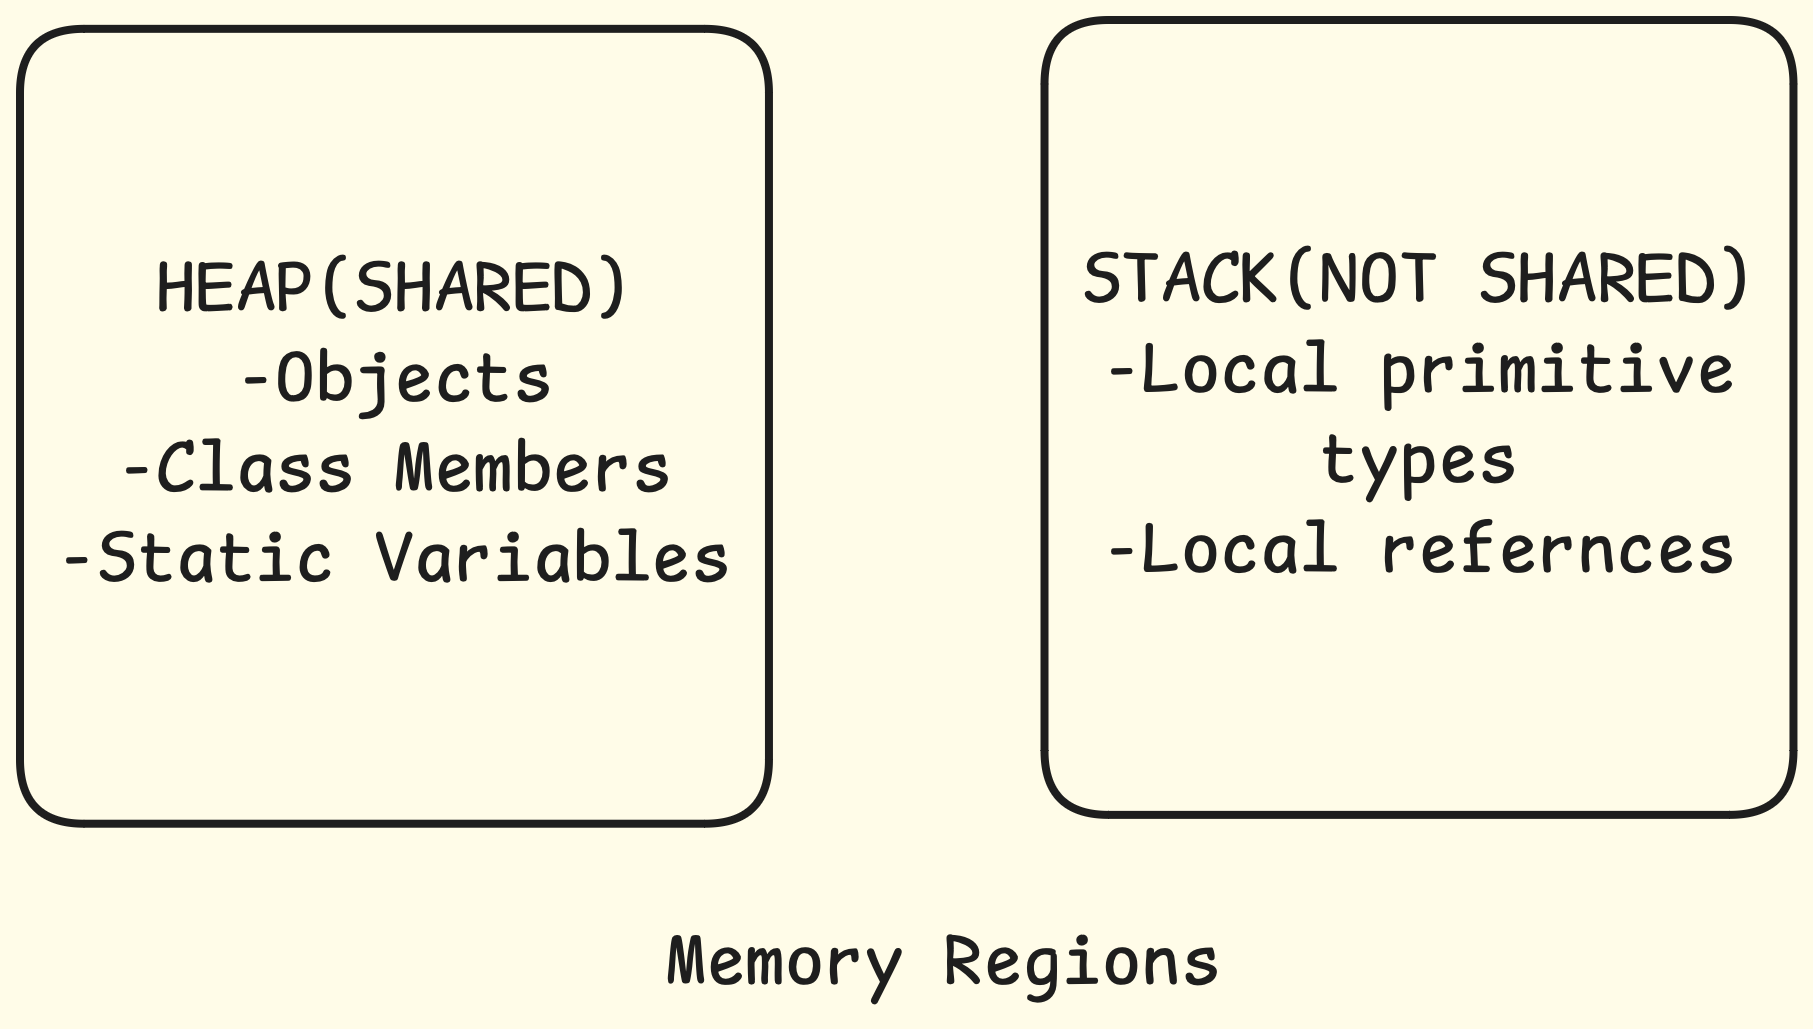 HEAP(SHARED)
-Objects
-Class Members
-Static Variables
STACK(NOT SHARED)
-Local primitive
types
-Local refernces
Memory Regions